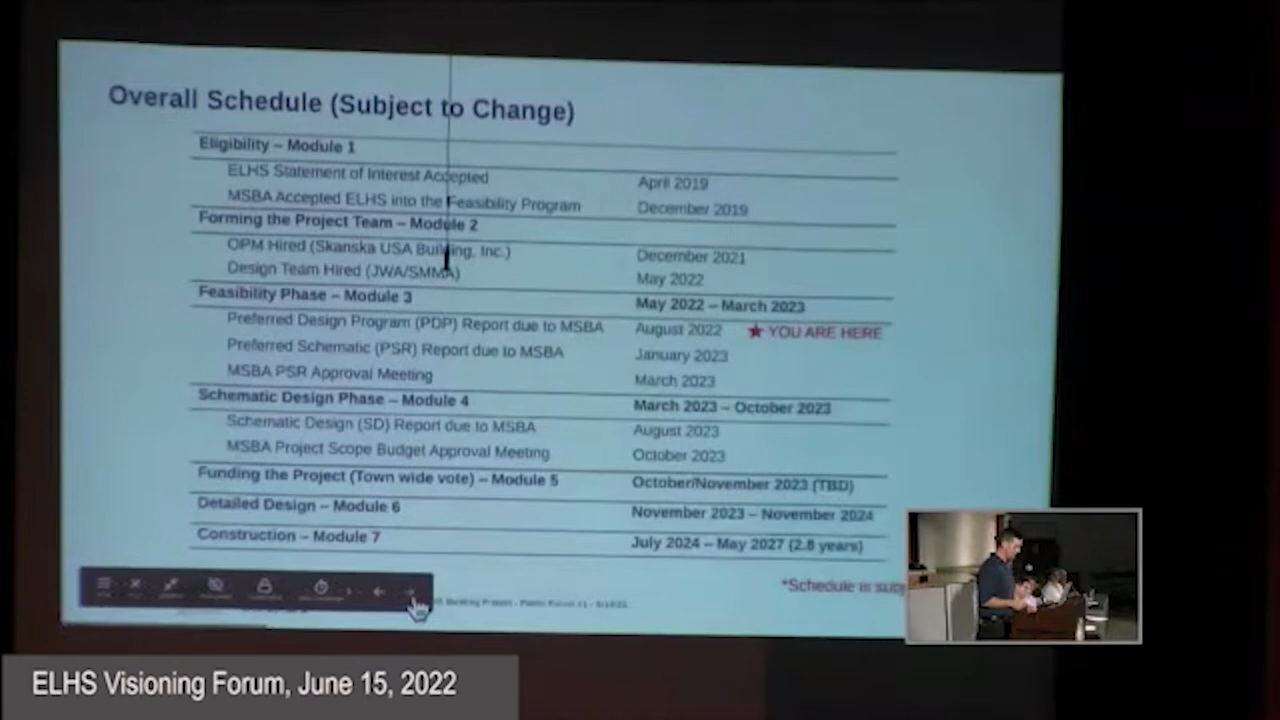 Overall Schedule (Subject to Change)
Eligibility – Module 1
ELHS Statement of Interest Accepted April 2019
MSBA Accepted ELHS into the Feasibility Program December 2019
Forming the Project Team – Module 2
OPM Hired (Skanska USA Building, Inc.) December 2021
Design Team Hired (JWA/SMMA) May 2022
Feasibility Phase – Module 3 May 2022 – March 2023
Preferred Design Program (PDP) Report due to MSBA August 2022 ★ YOU ARE HERE
Preferred Schematic (PSR) Report due to MSBA January 2023
MSBA PSR Approval Meeting March 2023
Schematic Design Phase – Module 4 March 2023 – October 2023
Schematic Design (SD) Report due to MSBA August 2023
MSBA Project Scope Budget Approval Meeting October 2023
Funding the Project (Town wide vote) – Module 5 October/November 2023 (TBD)
Detailed Design – Module 6 November 2023 – November 2024
Construction – Module 7 July 2024 – May 2027 (2.8 years)
*Schedule is
ELHS Visioning Forum, June 15, 2022